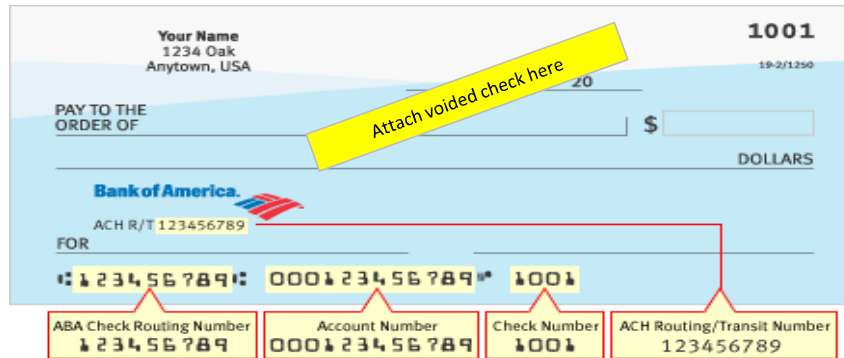 Your Name
1234 Oak
Anytown, USA
1001
19-2/1250
Attach voided check here
20
PAY TO THE
ORDER OF
$
DOLLARS
Bank of America.
ACH R/T 123456789
FOR
⑆123456789⑆ 000123456789⑈ 1001
ABA Check Routing Number
123456789
Account Number
000123456789
Check Number
1001
ACH Routing/Transit Number
123456789